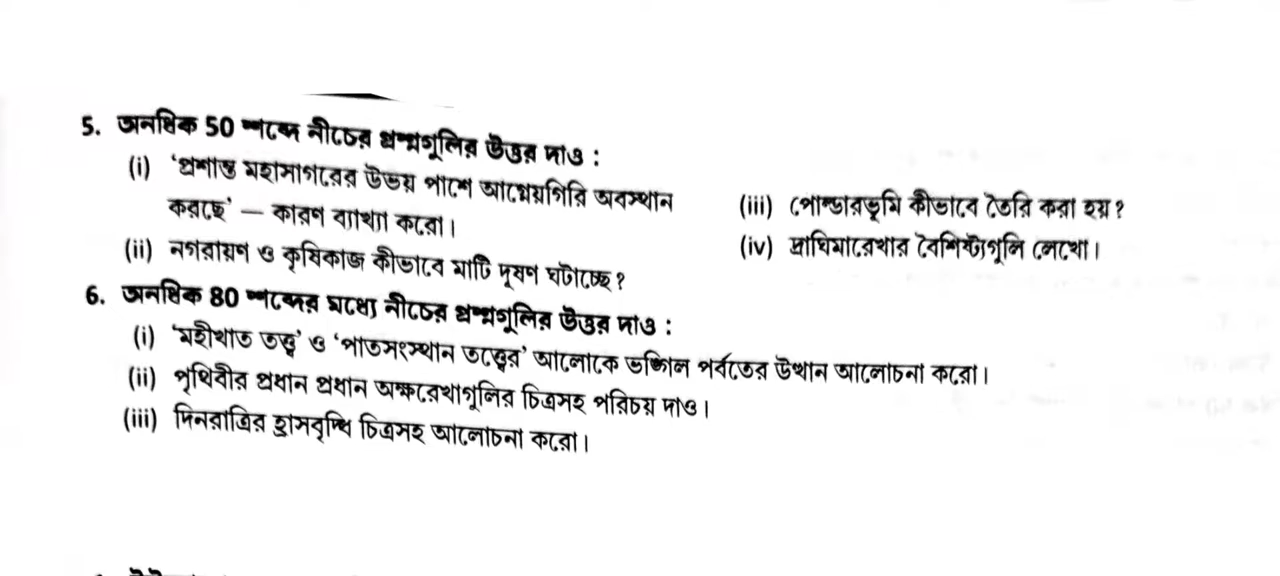 5. অনধিক 50 শব্দে নীচের প্রশ্নগুলির উত্তর দাও :
(i) ‘প্রশান্ত মহাসাগরের উভয় পাশে আগ্নেয়গিরি অবস্থান
করছে’ — কারণ ব্যাখ্যা করো।
(ii) নগরায়ণ ও কৃষিকাজ কীভাবে মাটি দূষণ ঘটাচ্ছে?
(iii) পোল্ডারভূমি কীভাবে তৈরি করা হয়?
(iv) দ্রাঘিমারেখার বৈশিষ্ট্যগুলি লেখো।
6. অনধিক 80 শব্দের মধ্যে নীচের প্রশ্নগুলির উত্তর দাও :
(i) ‘মহীখাত তত্ত্ব’ ও ‘পাতসংস্থান তত্ত্বের’ আলোকে ভঙ্গিল পর্বতের উত্থান আলোচনা করো।
(ii) পৃথিবীর প্রধান প্রধান অক্ষরেখাগুলির চিত্রসহ পরিচয় দাও।
(iii) দিনরাত্রির হ্রাসবৃদ্ধি চিত্রসহ আলোচনা করো।